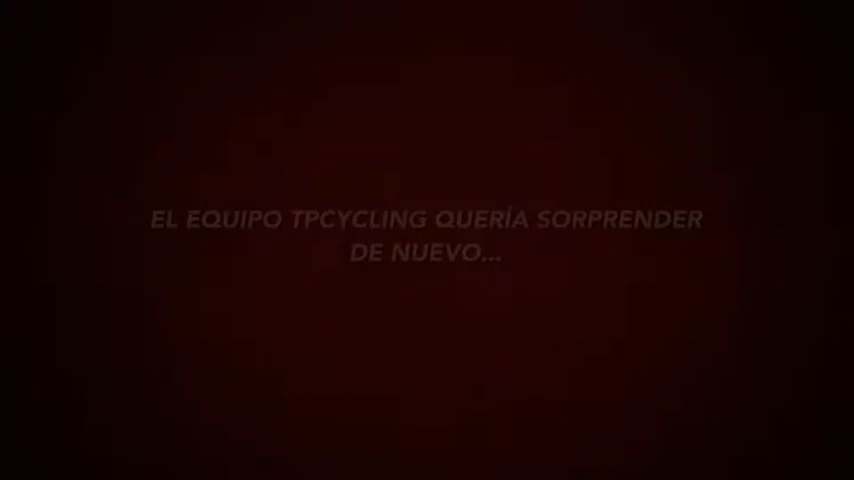 EL EQUIPO TPCYCLING QUERÍA SORPRENDER
DE NUEVO...